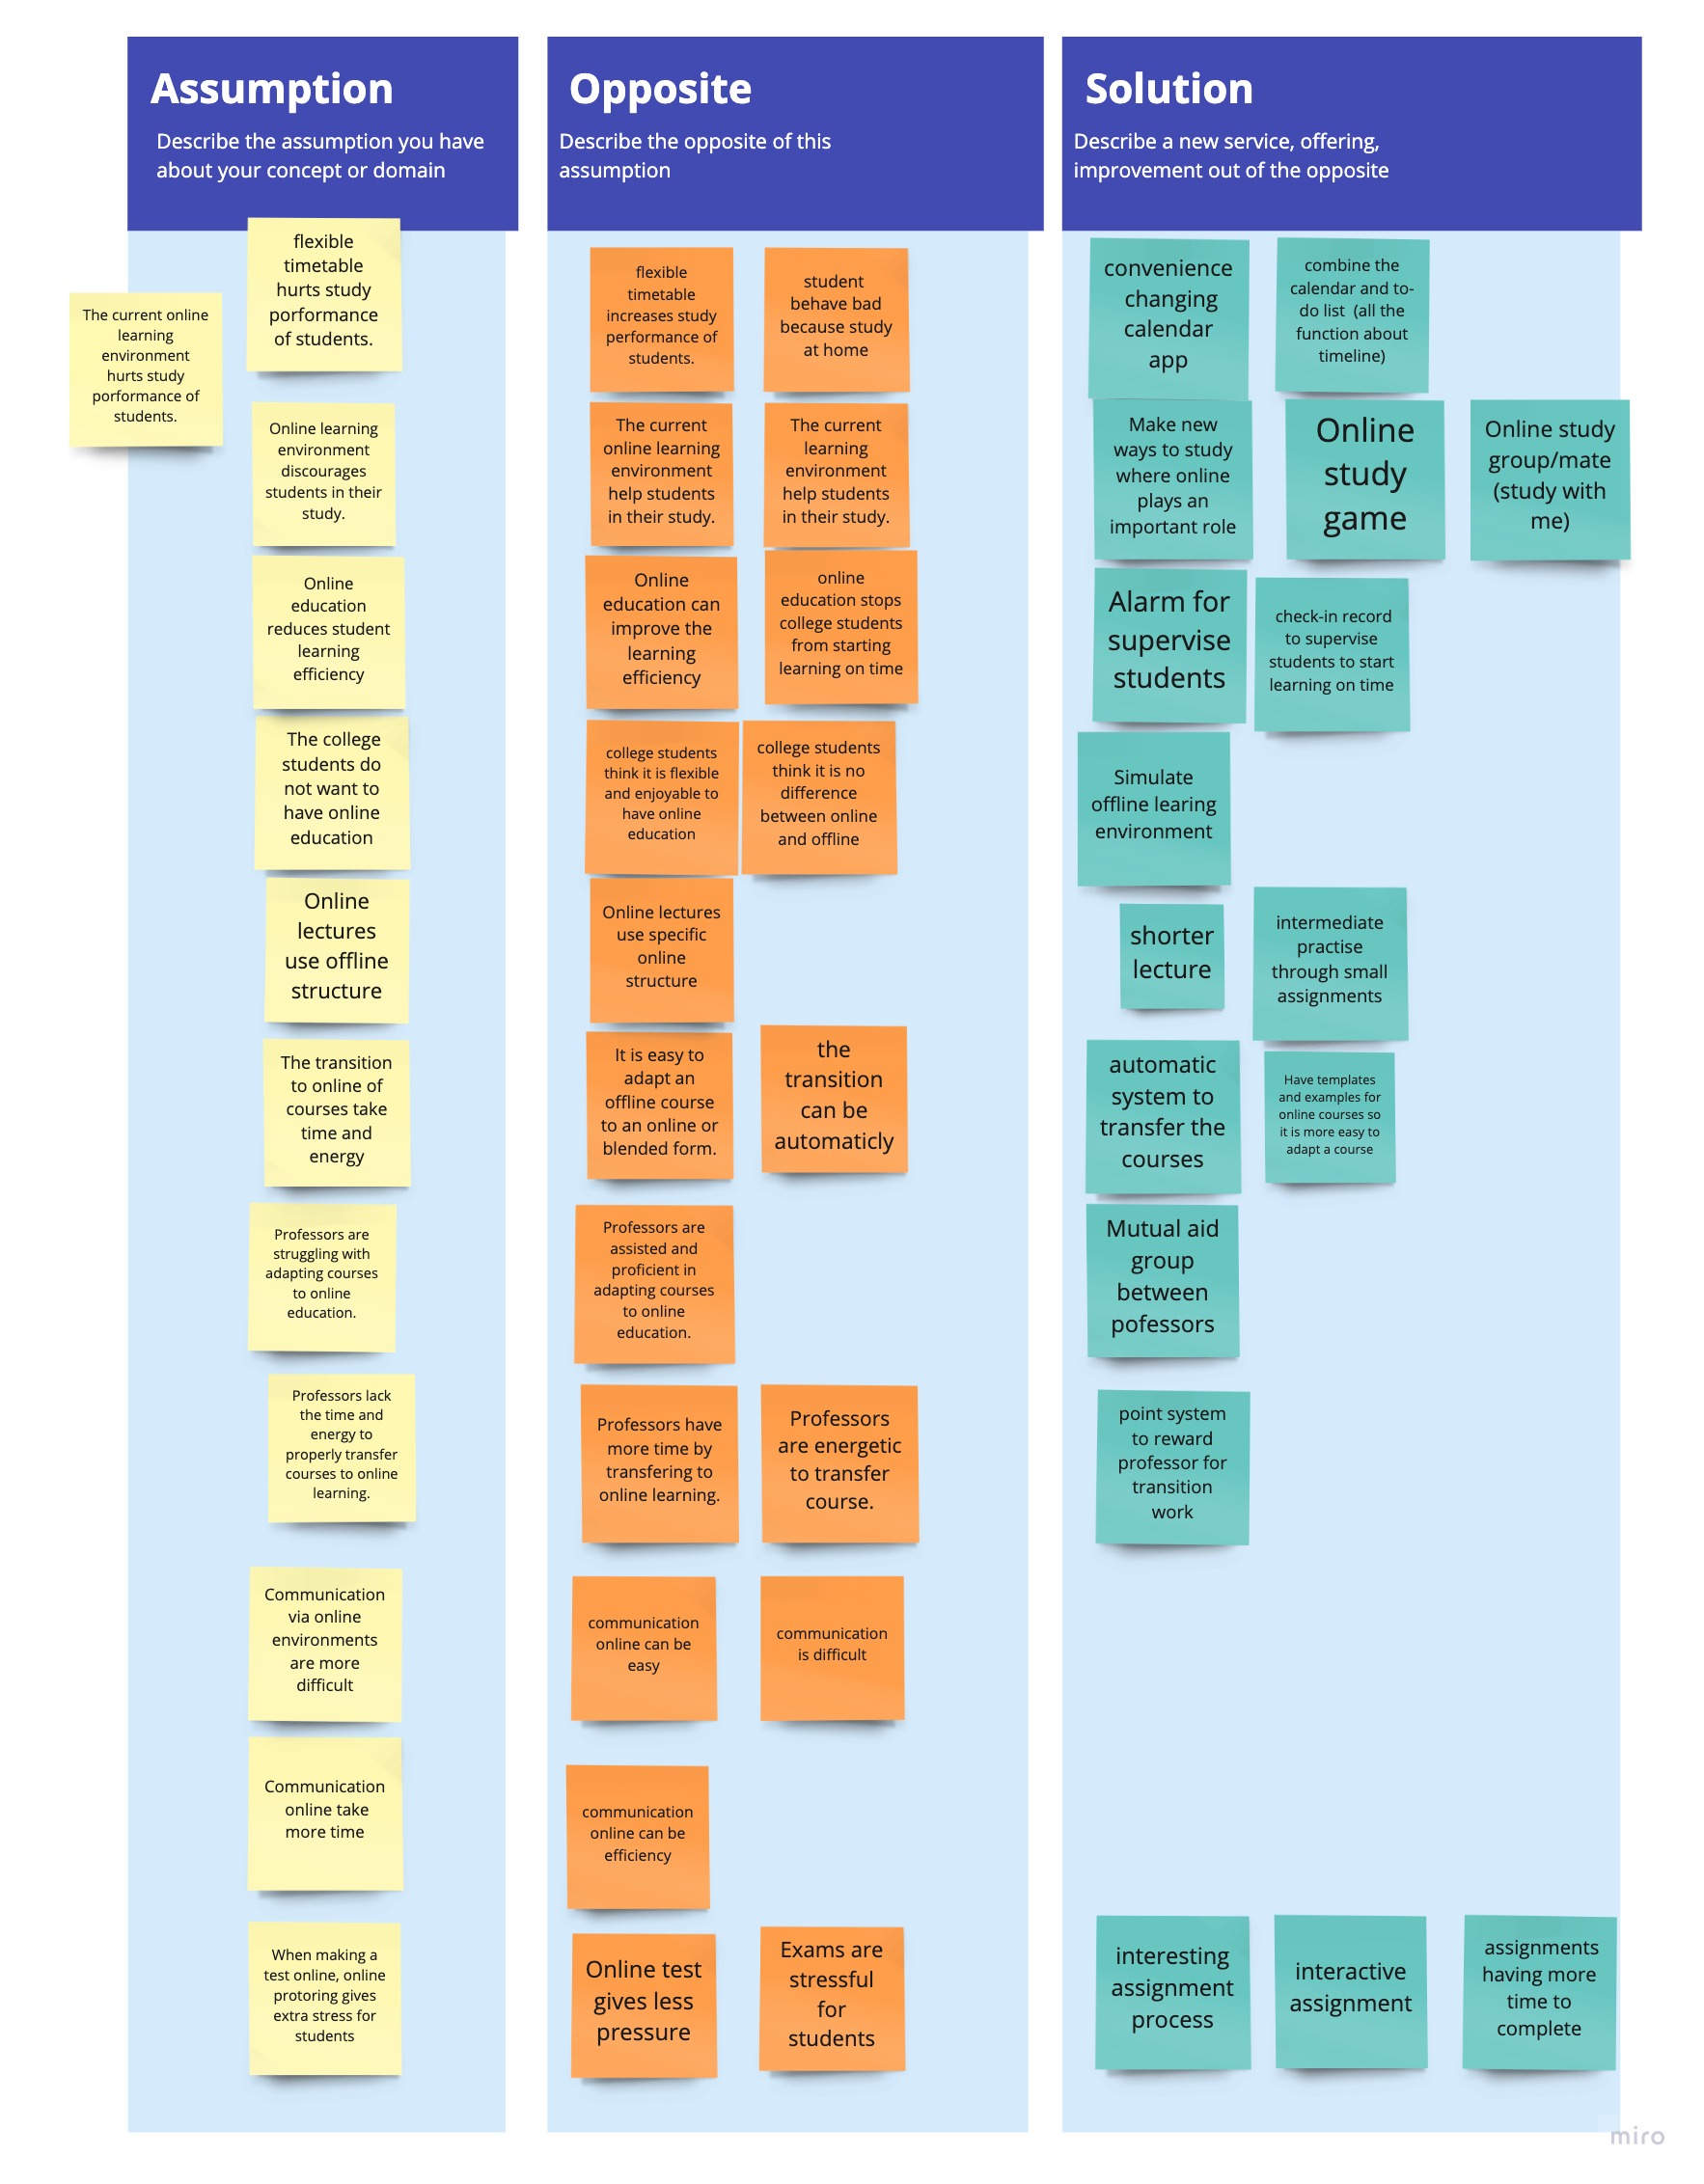 Assumption
Describe the assumption you have
about your concept or domain
Opposite
Describe the opposite of this
assumption
Solution
Describe a new service, offering,
improvement out of the opposite
The current online
learning
environment
hurts study
porformance of
students.
flexible
timetable
hurts study
porformance
of students.
flexible
timetable
increases study
performance of
students.
student
behave bad
because study
at home
convenience
changing
calendar
app
combine the
calendar and to-
do list (all the
function about
timeline)
Online learning
environment
discourages
students in their
study.
The current
online learning
environment
help students
in their study.
The current
learning
environment
help students
in their study.
Make new
ways to study
where online
plays an
important role
Online
study
game
Online study
group/mate
(study with
me)
Online
education
reduces student
learning
efficiency
Online
education can
improve the
learning
efficiency
online
education stops
college students
from starting
learning on time
Alarm for
supervise
students
check-in record
to supervise
students to start
learning on time
The college
students do
not want to
have online
education
college students
think it is flexible
and enjoyable to
have online
education
college students
think it is no
difference
between online
and offline
Simulate
offline learing
environment
Online
lectures
use offline
structure
Online lectures
use specific
online
structure
shorter
lecture
intermediate
practise
through small
assignments
The transition
to online of
courses take
time and
energy
It is easy to
adapt an
offline course
to an online or
blended form.
the
transition
can be
automaticly
automatic
system to
transfer the
courses
Have templates
and examples for
online courses so
it is more easy to
adapt a course
Professors are
struggling with
adapting courses
to online
education.
Professors are
assisted and
proficient in
adapting courses
to online
education.
Mutual aid
group
between
pofessors
Professors lack
the time and
energy to
properly transfer
courses to online
learning.
Professors have
more time by
transfering to
online learning.
Professors
are energetic
to transfer
course.
point system
to reward
professor for
transition
work
Communication
via online
environments
are more
difficult
communication
online can be
easy
communication
is difficult
Communication
online take
more time
communication
online can be
efficiency
When making a
test online, online
protoring gives
extra stress for
students
Online test
gives less
pressure
Exams are
stressful
for
students
interesting
assignment
process
interactive
assignment
assignments
having more
time to
complete
miro